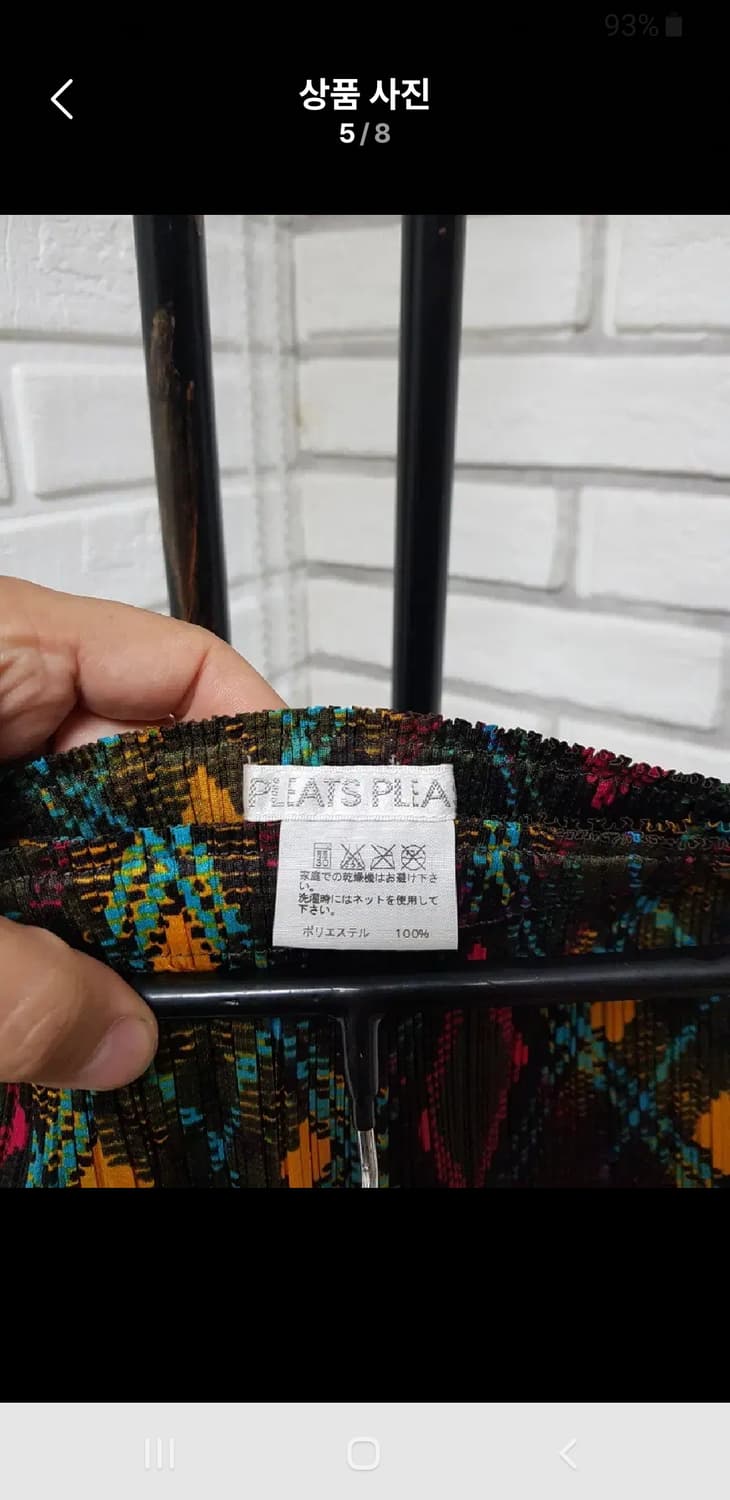 93%
상품 사진
5/8
PLEATS PLEA
家庭での乾燥機はお避け下さ
い。
洗濯時にはネットを使用して
下さい。
ポリエステル 100%